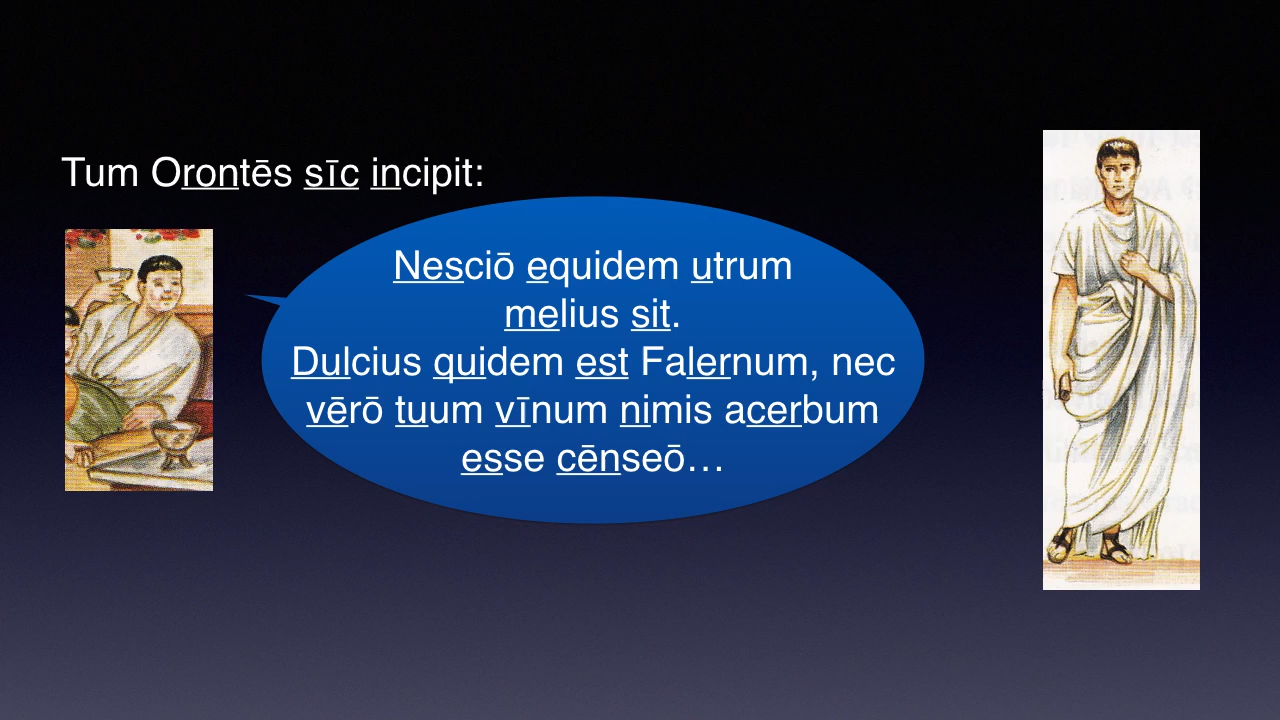 Tum Orontēs sīc incipit:
Nesciō equidem utrum
melius sit.
Dulcius quidem est Falernum, nec
vērō tuum vīnum nimis acerbum
esse cēnseō…